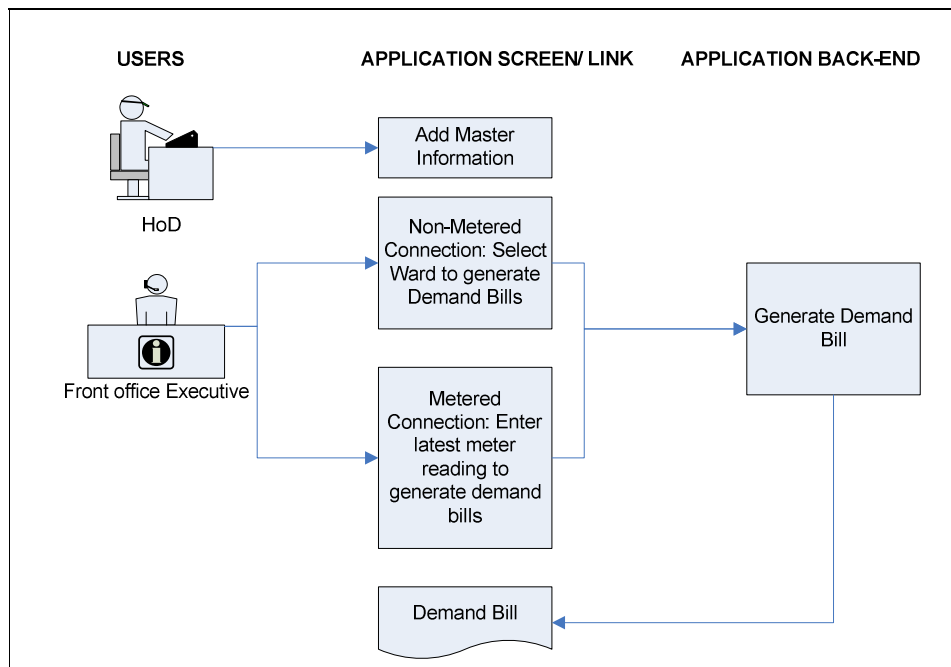 USERS
APPLICATION SCREEN/ LINK
APPLICATION BACK-END
Add Master
Information
HoD
Non-Metered
Connection: Select
Ward to generate
Demand Bills
Generate Demand
Bill
i
Front office Executive
Metered
Connection: Enter
latest meter
reading to
generate demand
bills
Demand Bill